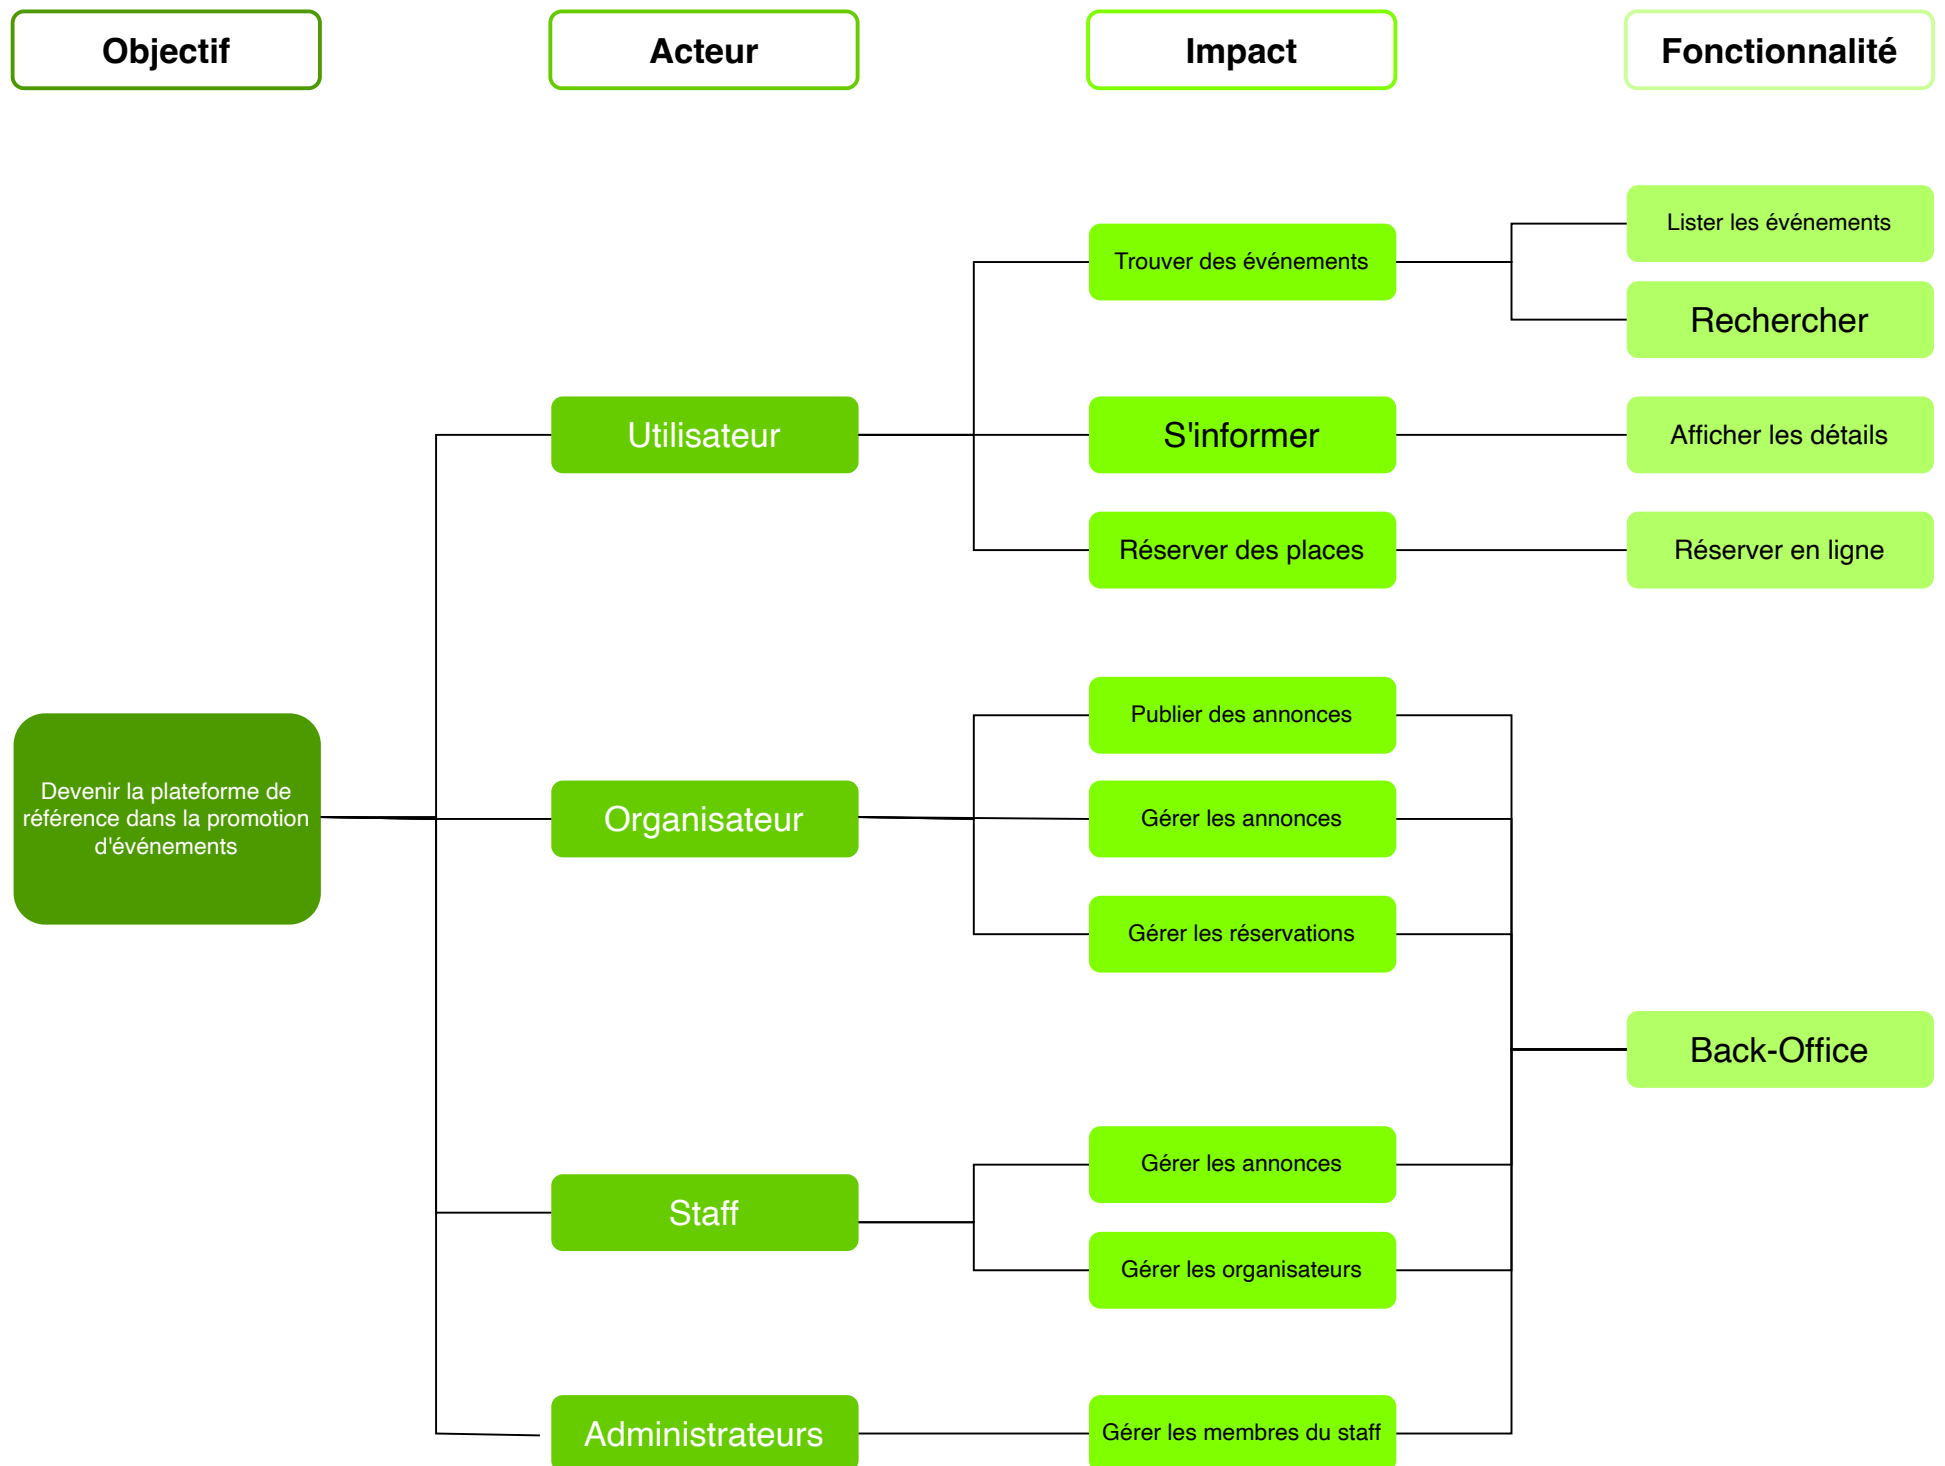 Objectif
Acteur
Impact
Fonctionnalité
Lister les événements
Trouver des événements
Rechercher
Utilisateur
S'informer
Afficher les détails
Réserver des places
Réserver en ligne
Publier des annonces
Devenir la plateforme de
référence dans la promotion
d'événements
Organisateur
Gérer les annonces
Gérer les réservations
Back-Office
Gérer les annonces
Staff
Gérer les organisateurs
Administrateurs
Gérer les membres du staff